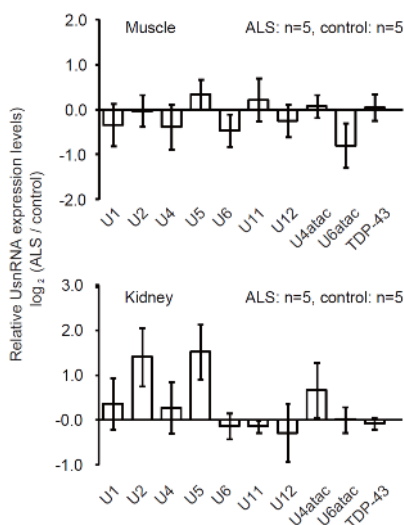 Relative UsnRNA expression levels
log₂ (ALS / control)
Muscle ALS: n=5, control: n=5
2.0
1.0
0.0
-1.0
-2.0
U1 U2 U4 U5 U6 U11 U12 U4atac U6atac TDP-43
Kidney ALS: n=5, control: n=5
3.0
2.0
1.0
-0.0
-1.0
U1 U2 U4 U5 U6 U11 U12 U4atac U6atac TDP-43